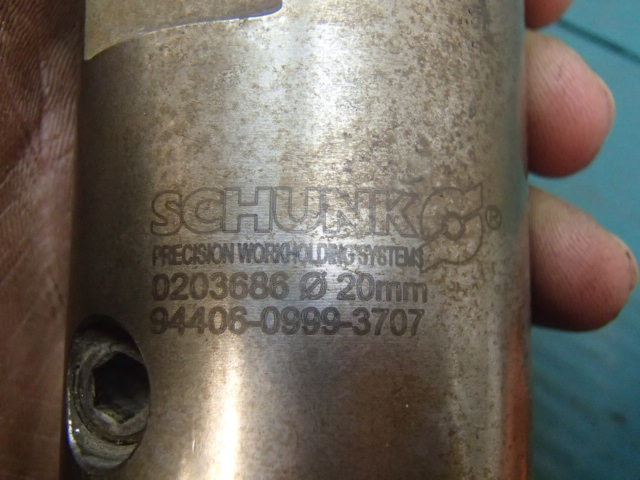 SCHUNK ®
PRECISION WORKHOLDING SYSTEMS
0203686 Ø 20mm
94406-0999-3707